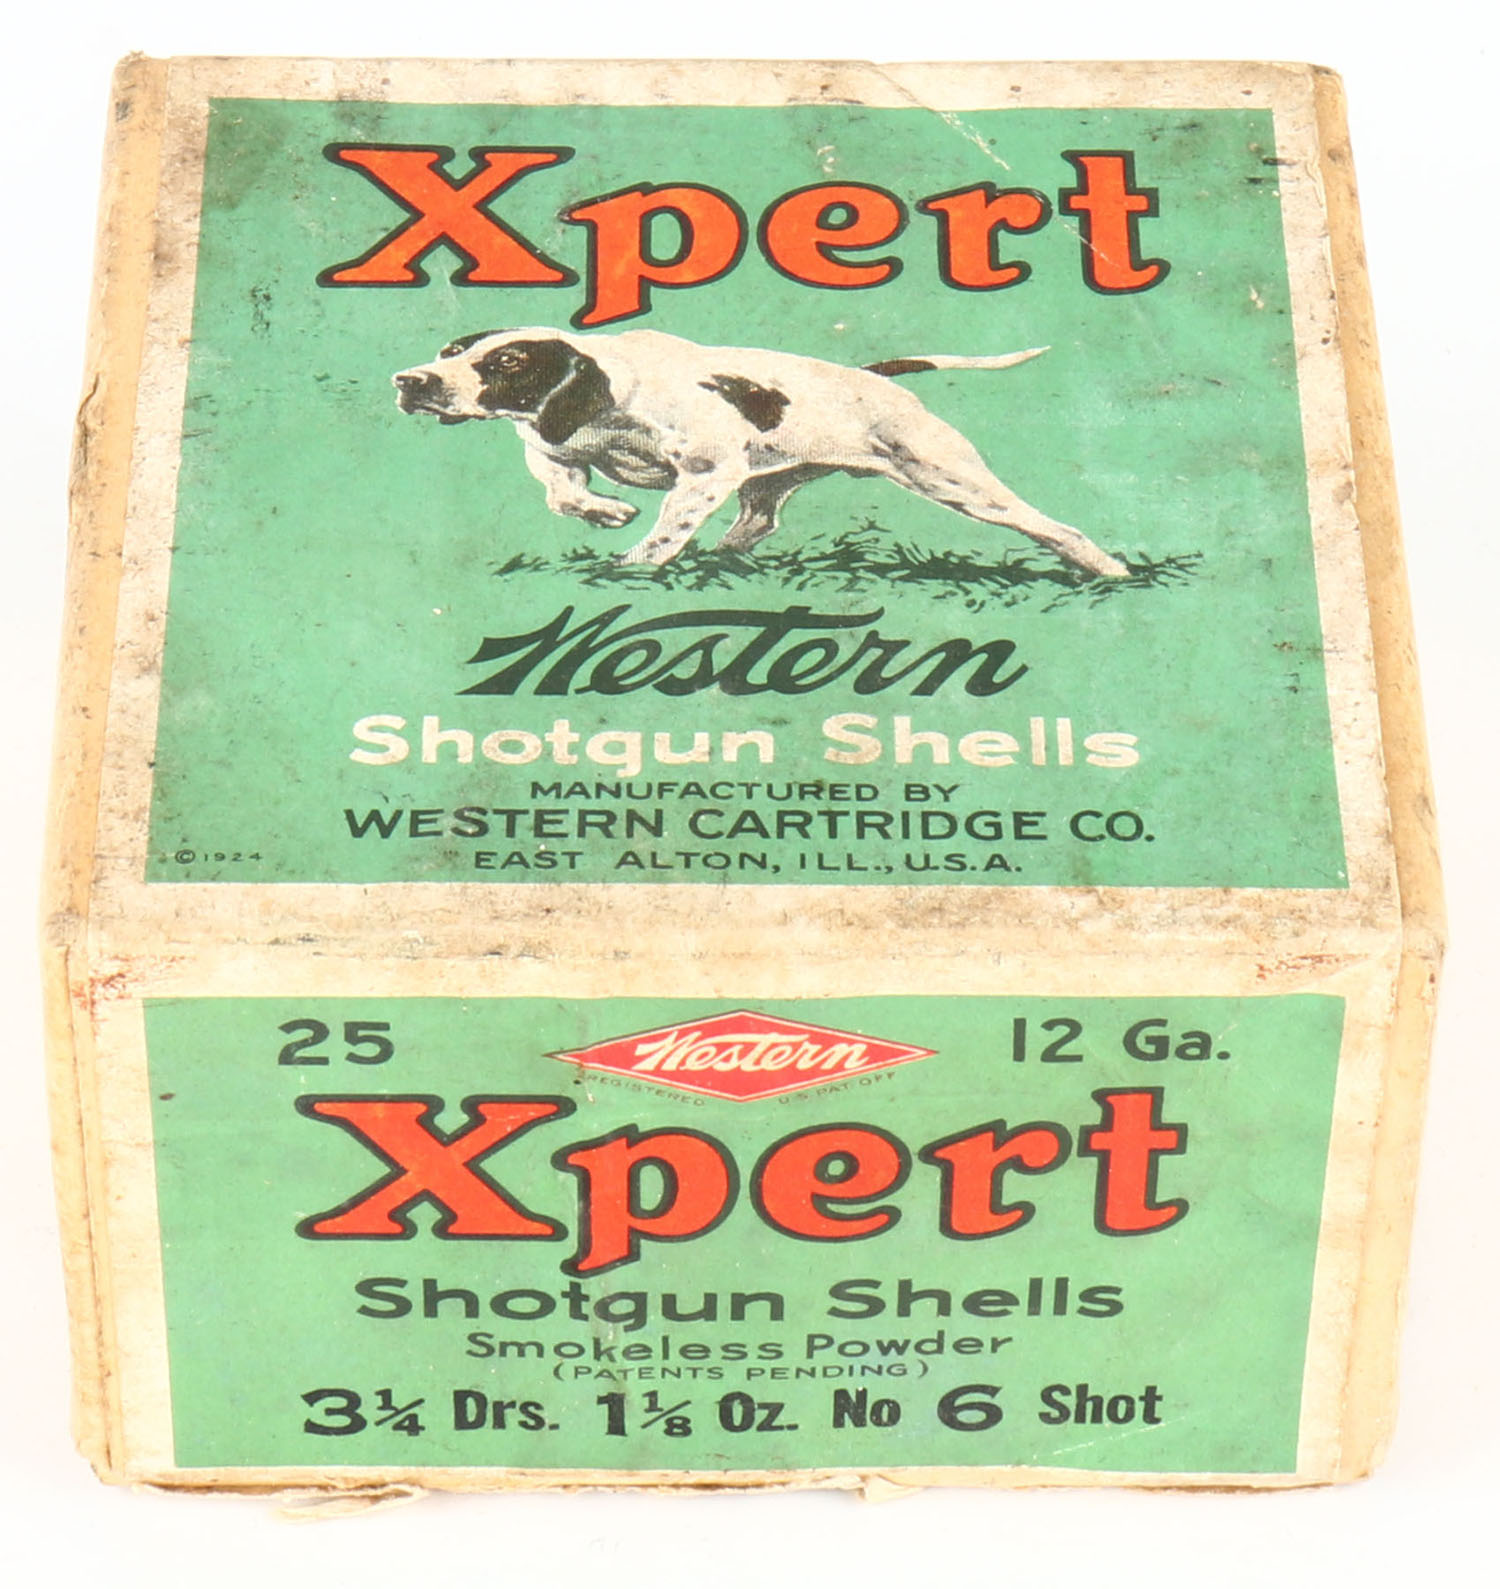 Xpert
Western
Shotgun Shells
MANUFACTURED BY
WESTERN CARTRIDGE CO.
EAST ALTON, ILL., U.S.A.
©1924
25
Western
12 Ga.
REGISTERED U.S. PAT. OFF
Xpert
Shotgun Shells
Smokeless Powder
(PATENTS PENDING)
3¼ Drs. 1⅛ Oz. No 6 Shot